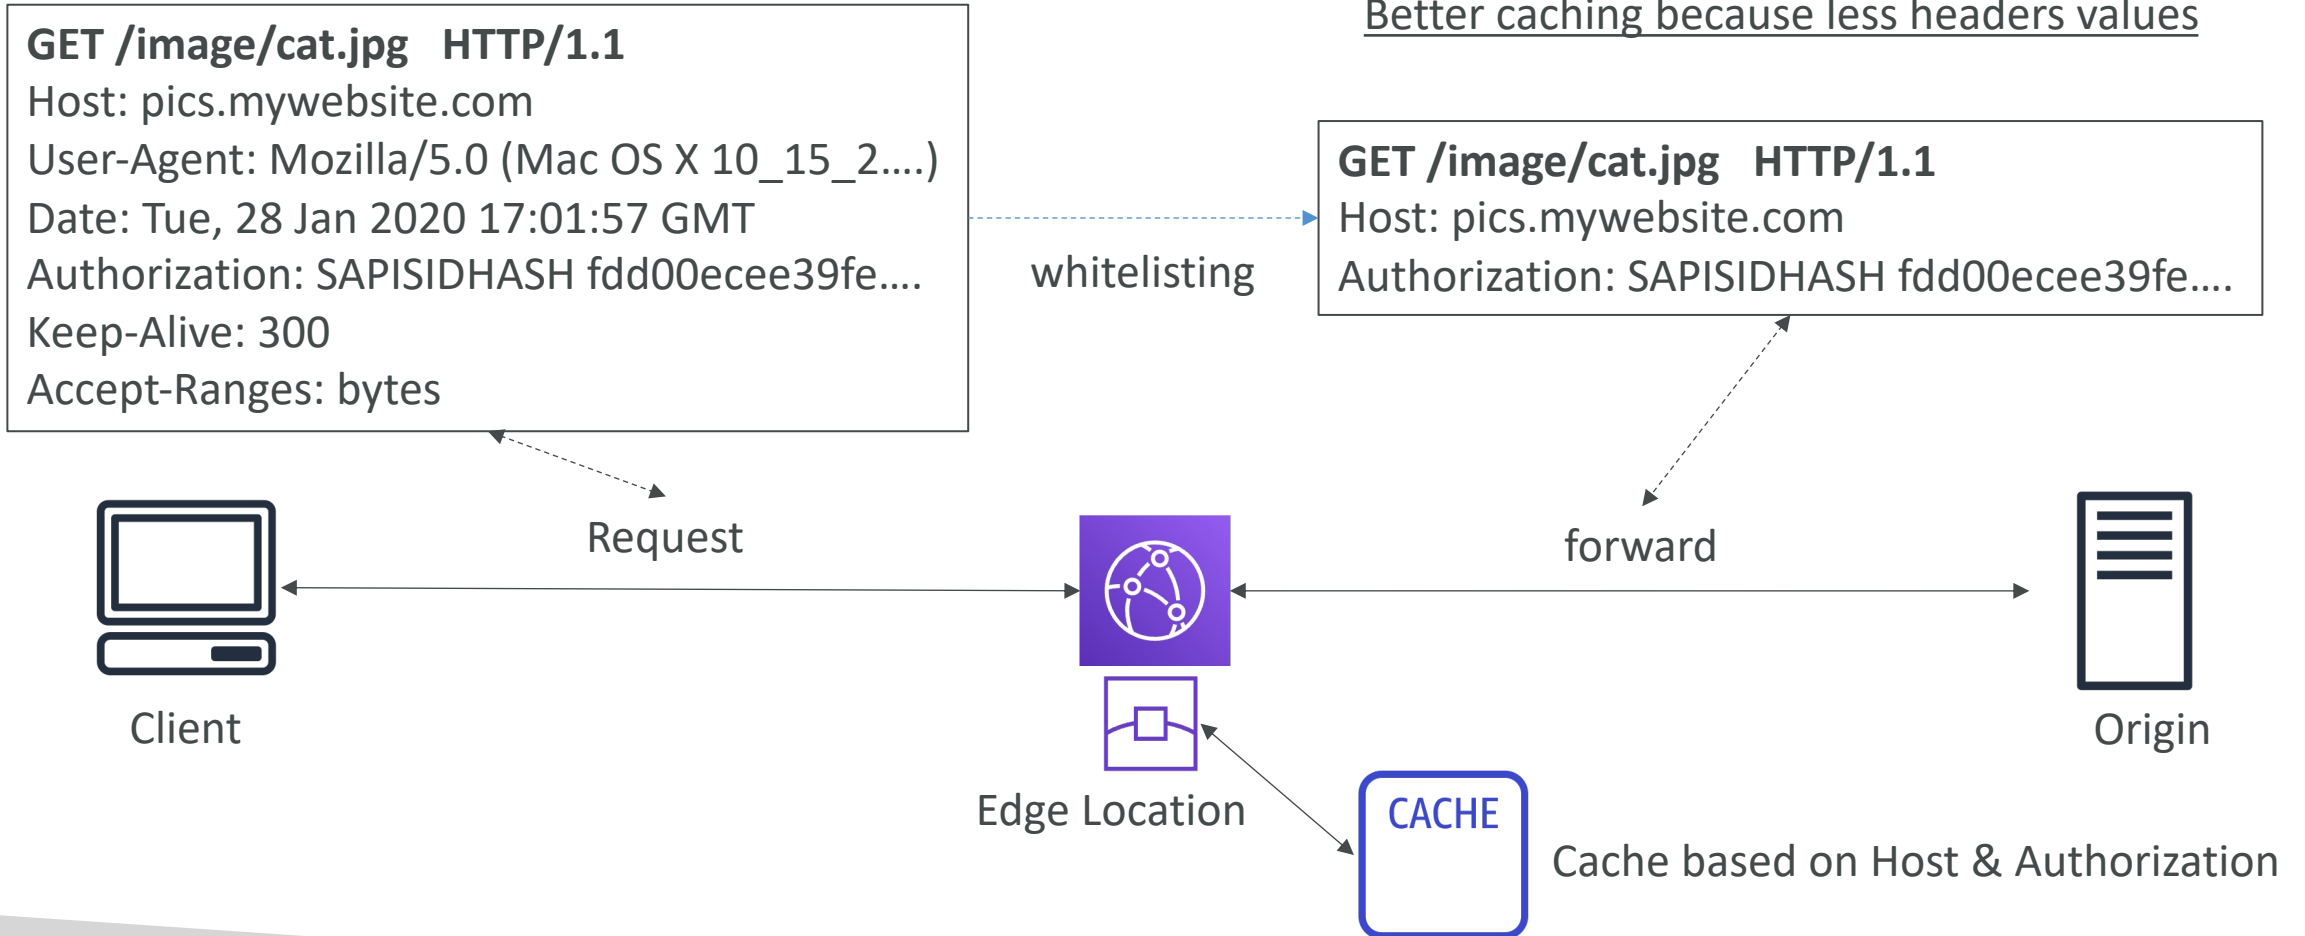 Better caching because less headers values
GET /image/cat.jpg HTTP/1.1
Host: pics.mywebsite.com
User-Agent: Mozilla/5.0 (Mac OS X 10_15_2....)
Date: Tue, 28 Jan 2020 17:01:57 GMT
Authorization: SAPISIDHASH fdd00ecee39fe....
Keep-Alive: 300
Accept-Ranges: bytes
whitelisting
GET /image/cat.jpg HTTP/1.1
Host: pics.mywebsite.com
Authorization: SAPISIDHASH fdd00ecee39fe....
Request
forward
Client
Origin
Edge Location
CACHE
Cache based on Host & Authorization